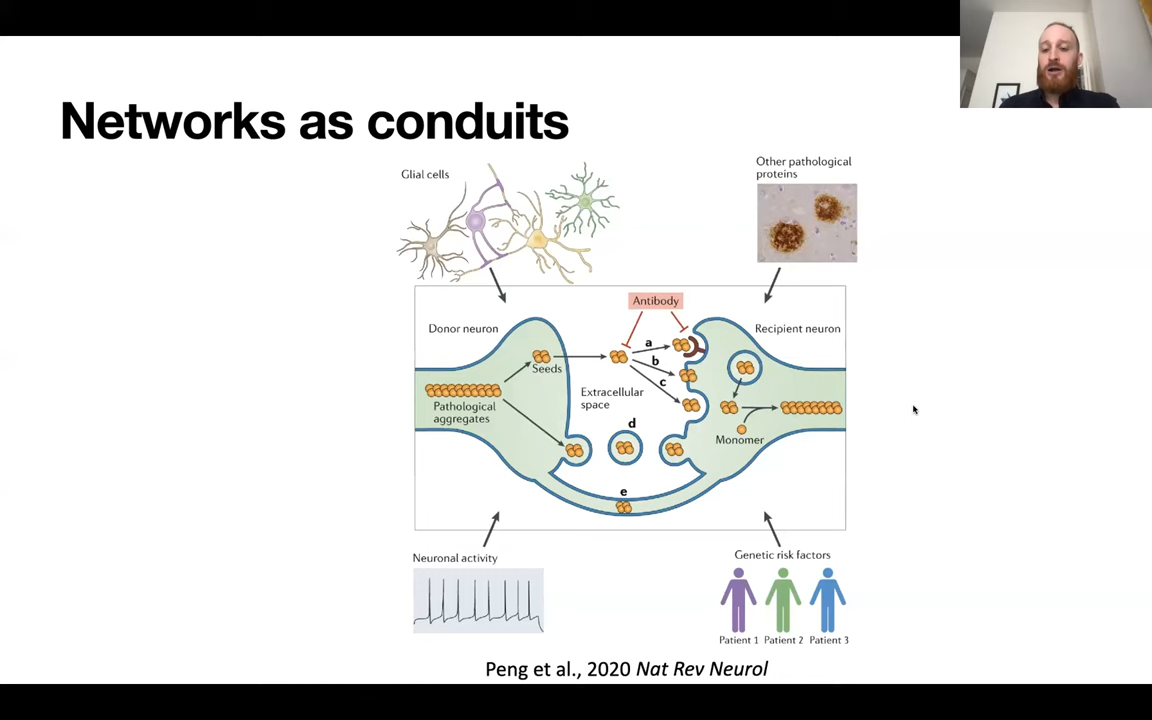 Networks as conduits
Glial cells
Other pathological
proteins
Antibody
Donor neuron
Recipient neuron
a
b
c
Seeds
Extracellular
space
Pathological
aggregates
d
Monomer
e
Neuronal activity
Genetic risk factors
Patient 1 Patient 2 Patient 3
Peng et al., 2020 Nat Rev Neurol